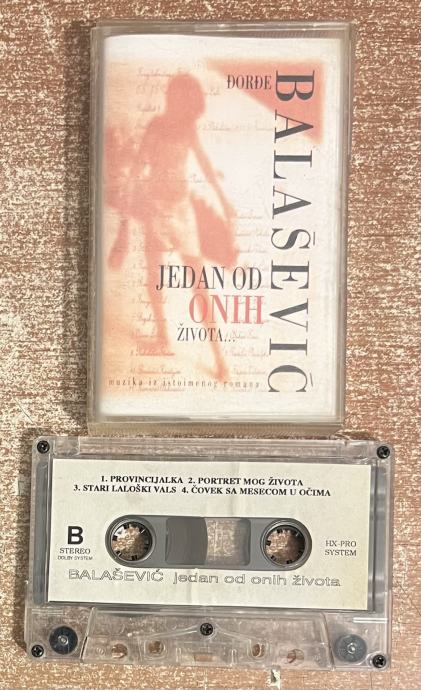 ĐORĐE
BALAŠEVIĆ
JEDAN OD
ONIH
ŽIVOTA...
muzika iz istoimenog romana
1. PROVINCIJALKA 2. PORTRET MOG ŽIVOTA
3. STARI LALOŠKI VALS 4. ČOVEK SA MESECOM U OČIMA
B
STEREO
DOLBY SYSTEM
HX-PRO
SYSTEM
BALAŠEVIĆ jedan od onih života